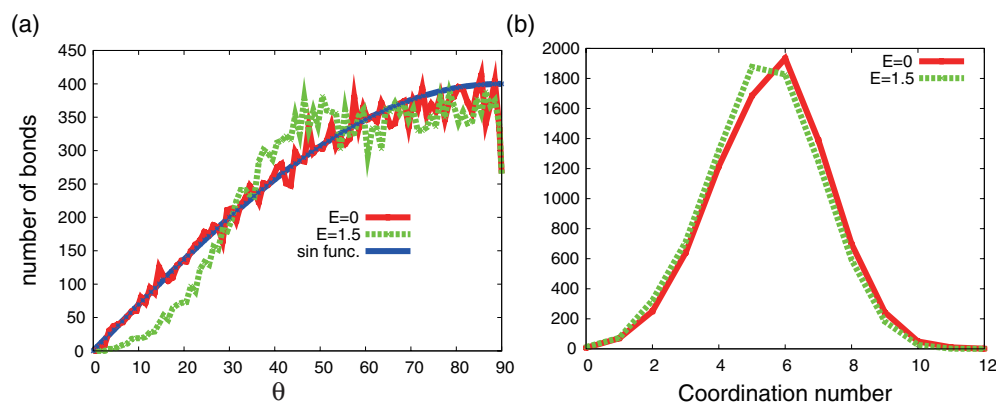 (a)
number of bonds
450
400
350
300
250
200
150
100
50
0
E=0
E=1.5
sin func.
0 10 20 30 40 50 60 70 80 90
θ
(b)
2000
1800
1600
1400
1200
1000
800
600
400
200
0
E=0
E=1.5
0 2 4 6 8 10 12
Coordination number